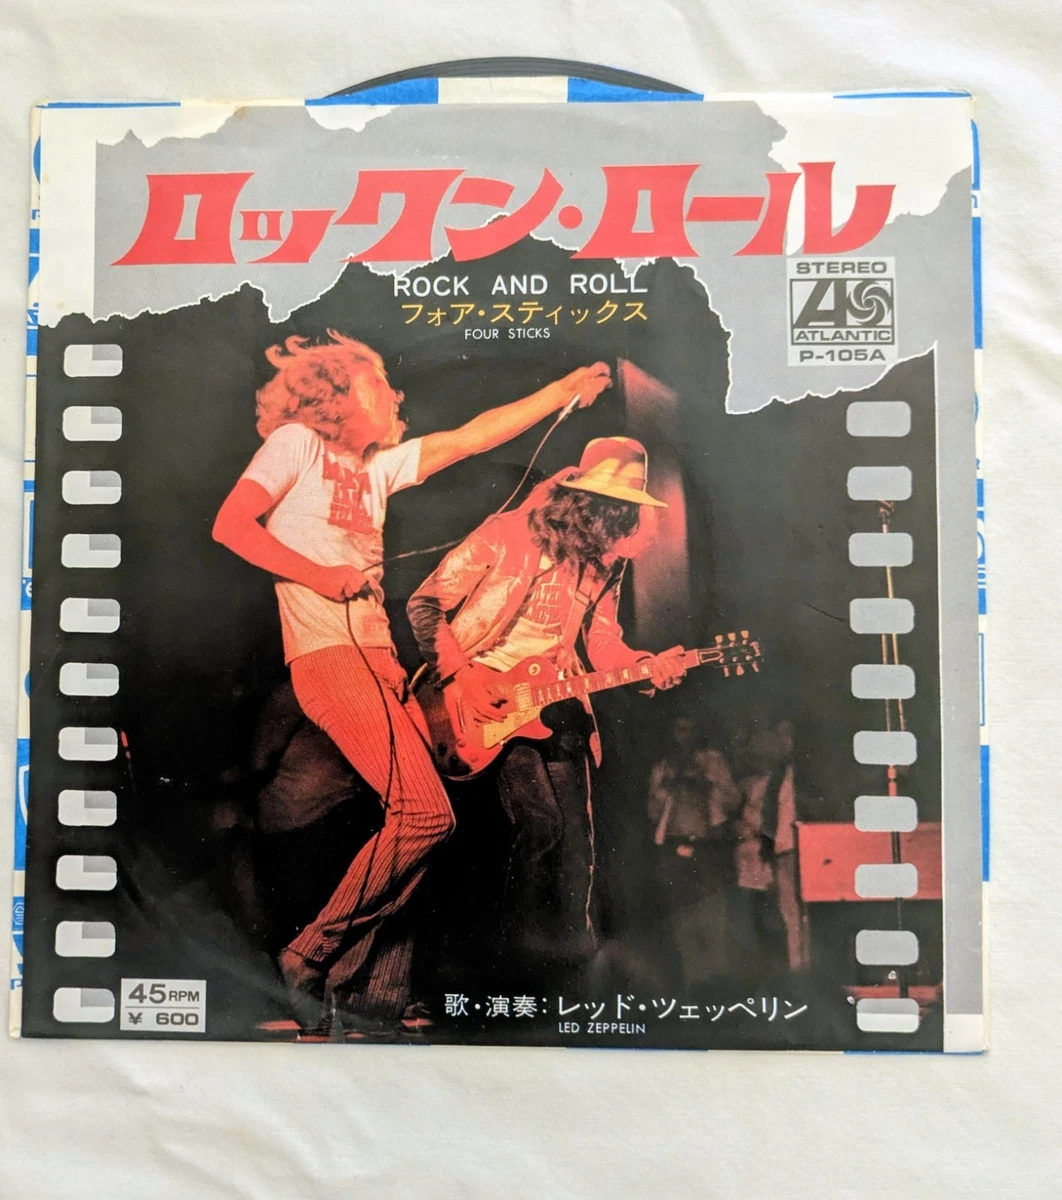 ロックン・ロール
ROCK AND ROLL
フォア・スティックス
FOUR STICKS
STEREO
ATLANTIC
P-105A
45 RPM
¥ 600
歌・演奏: レッド・ツェッペリン
LED ZEPPELIN